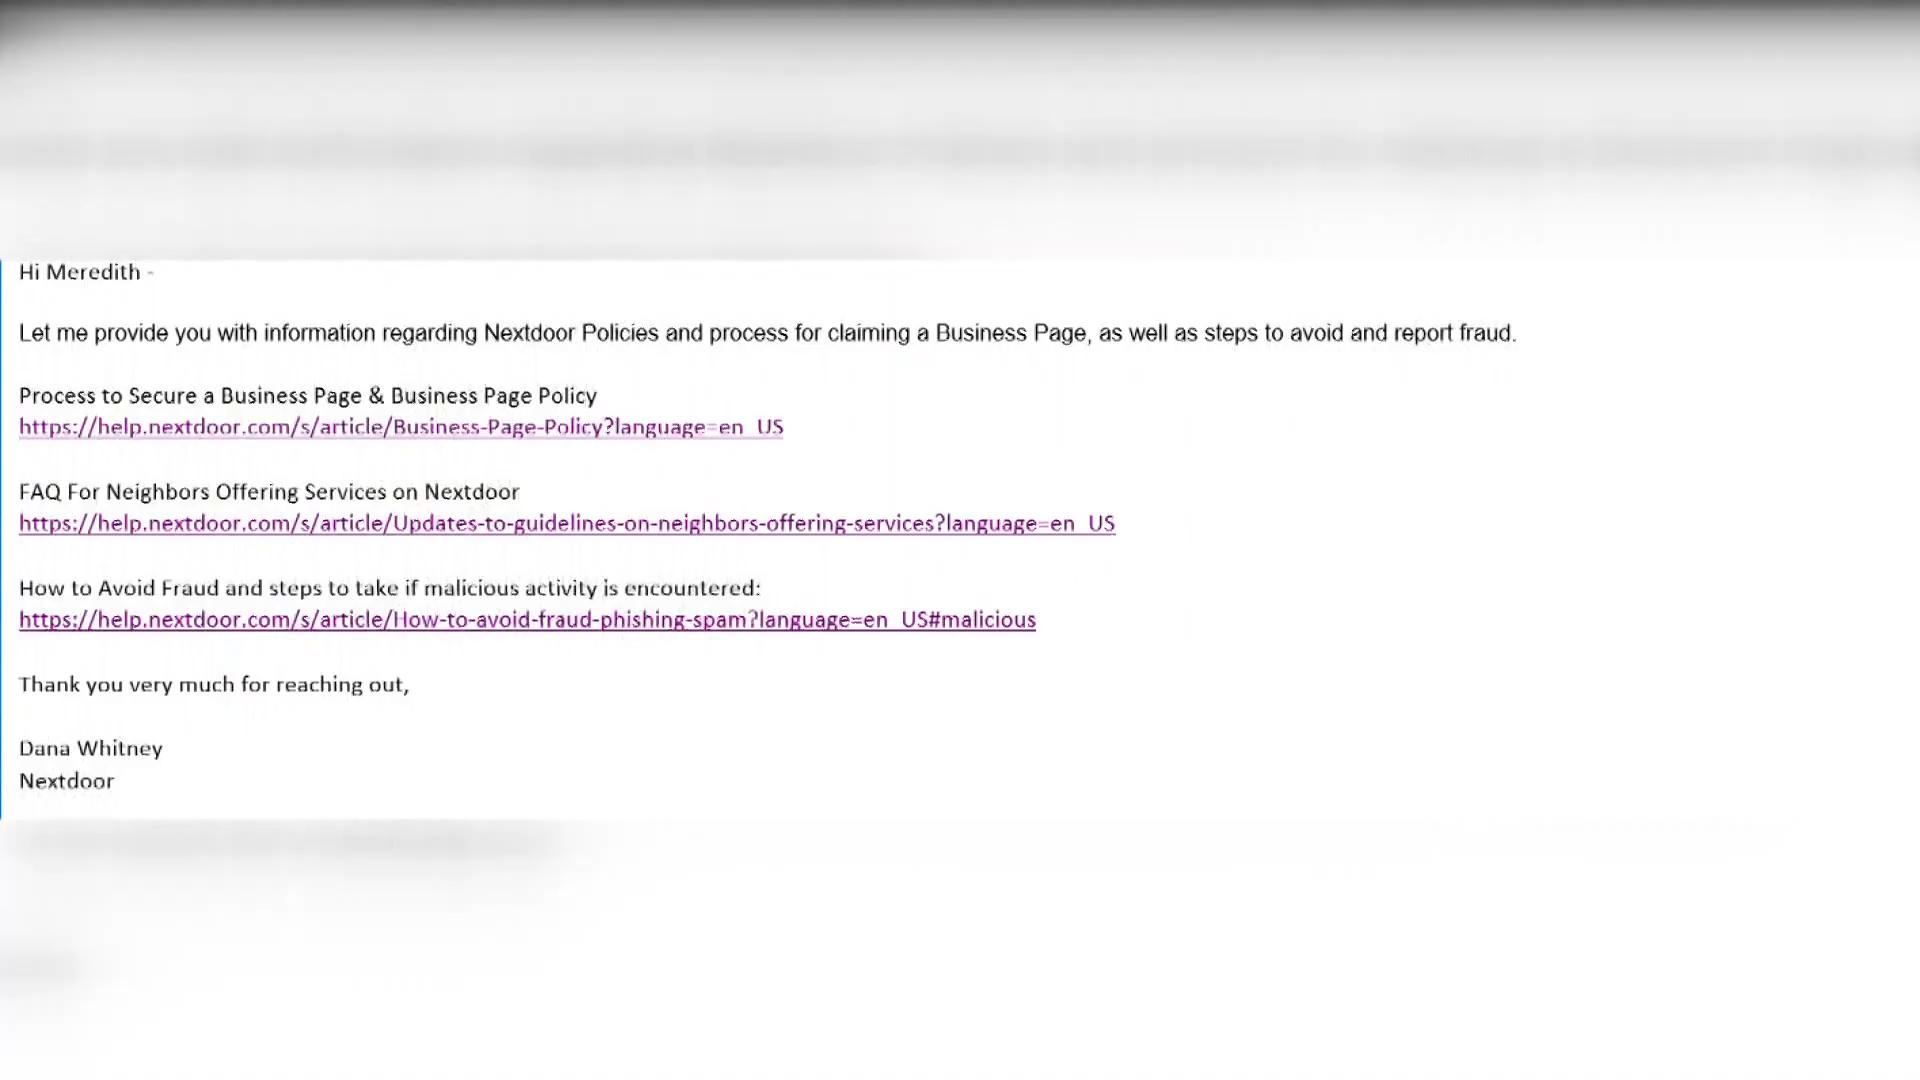 Hi Meredith -
Let me provide you with information regarding Nextdoor Policies and process for claiming a Business Page, as well as steps to avoid and report fraud.
Process to Secure a Business Page & Business Page Policy
https://help.nextdoor.com/s/article/Business-Page-Policy?language=en_US
FAQ For Neighbors Offering Services on Nextdoor
https://help.nextdoor.com/s/article/Updates-to-guidelines-on-neighbors-offering-services?language=en_US
How to Avoid Fraud and steps to take if malicious activity is encountered:
https://help.nextdoor.com/s/article/How-to-avoid-fraud-phishing-spam?language=en_US#malicious
Thank you very much for reaching out,
Dana Whitney
Nextdoor